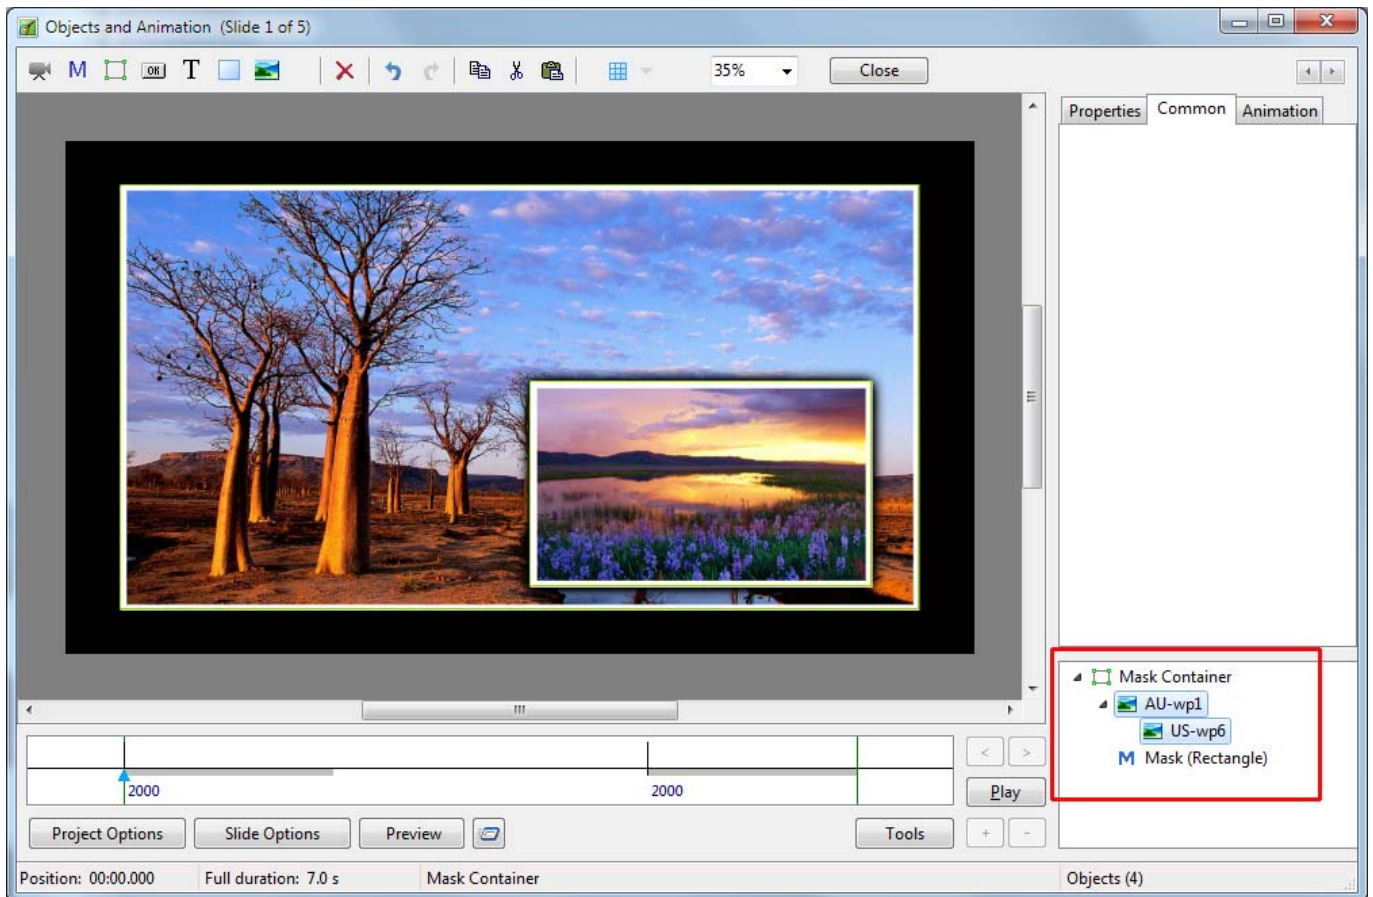 Objects and Animation (Slide 1 of 5)
M OK T 35% Close
Properties Common Animation
Mask Container
AU-wp1
US-wp6
M Mask (Rectangle)
2000 2000
< >
Play
Project Options Slide Options Preview Tools + -
Position: 00:00.000 Full duration: 7.0 s Mask Container Objects (4)